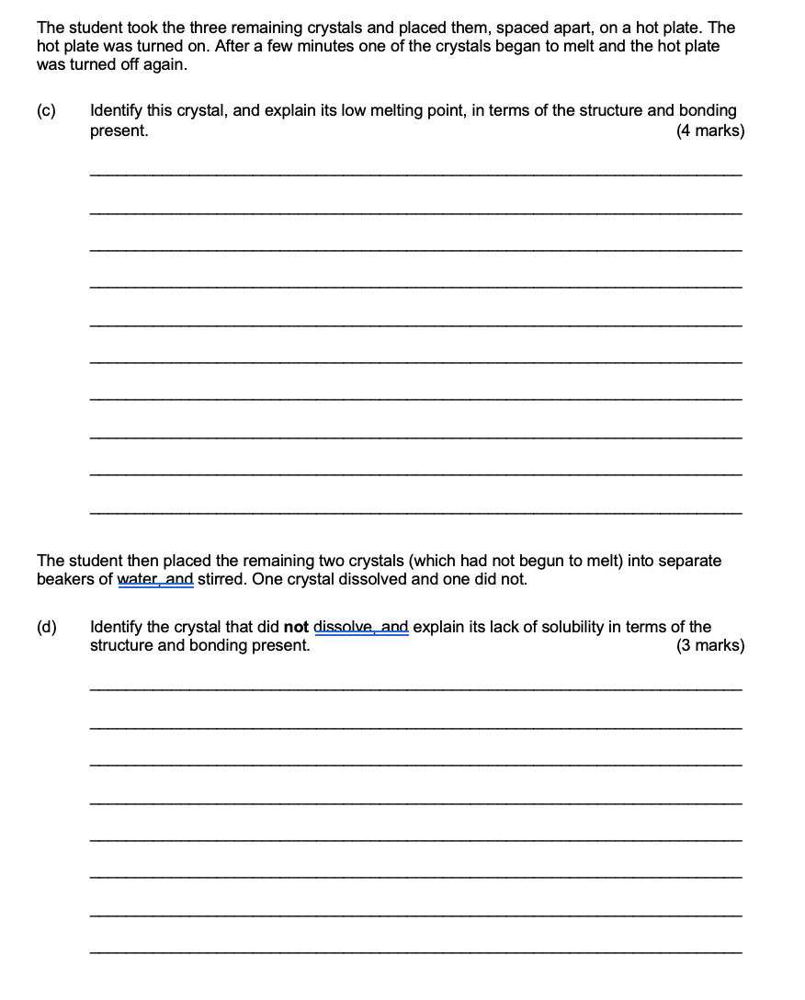 The student took the three remaining crystals and placed them, spaced apart, on a hot plate. The
hot plate was turned on. After a few minutes one of the crystals began to melt and the hot plate
was turned off again.
(c) Identify this crystal, and explain its low melting point, in terms of the structure and bonding
present. (4 marks)
The student then placed the remaining two crystals (which had not begun to melt) into separate
beakers of water, and stirred. One crystal dissolved and one did not.
(d) Identify the crystal that did not dissolve, and explain its lack of solubility in terms of the
structure and bonding present. (3 marks)